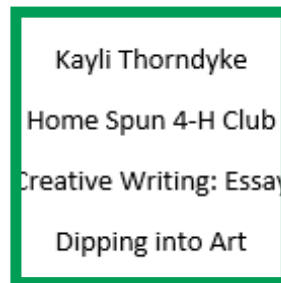 Kayli Thorndyke
Home Spun 4-H Club
Creative Writing: Essay
Dipping into Art